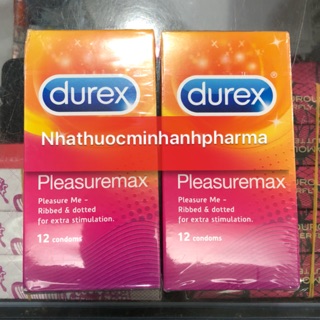 durex
durex
Nhathuocminhanhpharma
Pleasuremax
Pleasure Me -
Ribbed & dotted
for extra stimulation.
12 condoms
Pleasuremax
Pleasure Me -
Ribbed & dotted
for extra stimulation.
12 condoms